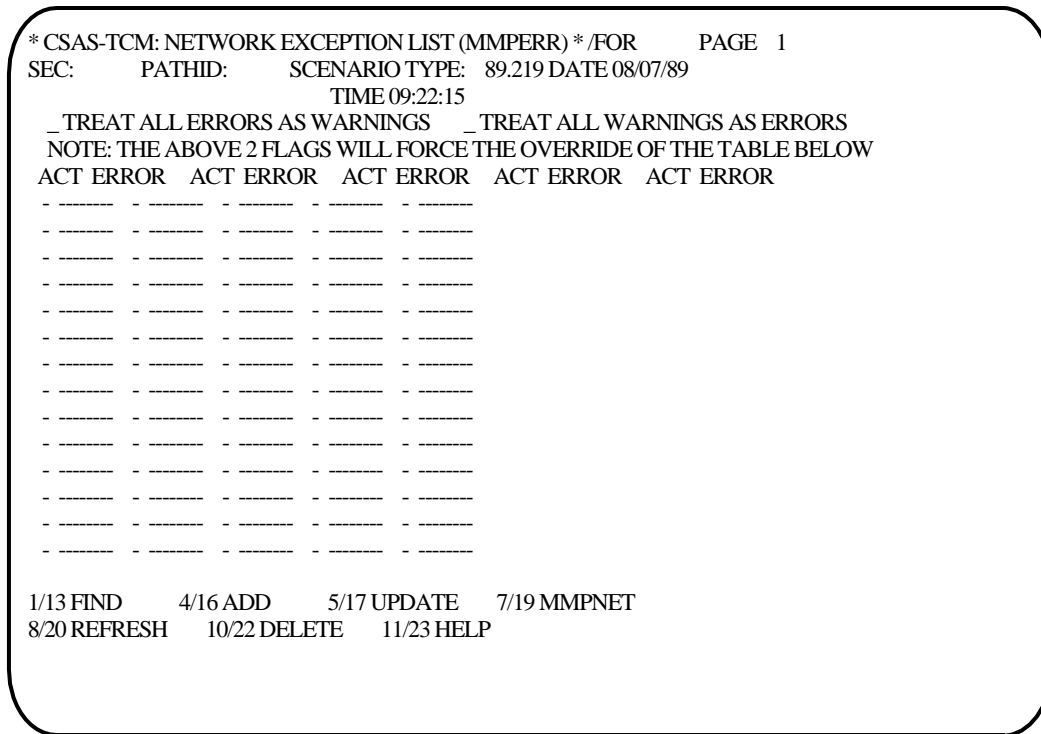 * CSAS-TCM: NETWORK EXCEPTION LIST (MMPERR) * /FOR PAGE 1
SEC: PATHID: SCENARIO TYPE: 89.219 DATE 08/07/89
TIME 09:22:15
_ TREAT ALL ERRORS AS WARNINGS _ TREAT ALL WARNINGS AS ERRORS
NOTE: THE ABOVE 2 FLAGS WILL FORCE THE OVERRIDE OF THE TABLE BELOW
ACT ERROR ACT ERROR ACT ERROR ACT ERROR ACT ERROR
- -------- - -------- - -------- - -------- - --------
- -------- - -------- - -------- - -------- - --------
- -------- - -------- - -------- - -------- - --------
- -------- - -------- - -------- - -------- - --------
- -------- - -------- - -------- - -------- - --------
- -------- - -------- - -------- - -------- - --------
- -------- - -------- - -------- - -------- - --------
- -------- - -------- - -------- - -------- - --------
- -------- - -------- - -------- - -------- - --------
- -------- - -------- - -------- - -------- - --------
- -------- - -------- - -------- - -------- - --------
- -------- - -------- - -------- - -------- - --------
- -------- - -------- - -------- - -------- - --------
- -------- - -------- - -------- - -------- - --------
1/13 FIND 4/16 ADD 5/17 UPDATE 7/19 MMPNET
8/20 REFRESH 10/22 DELETE 11/23 HELP